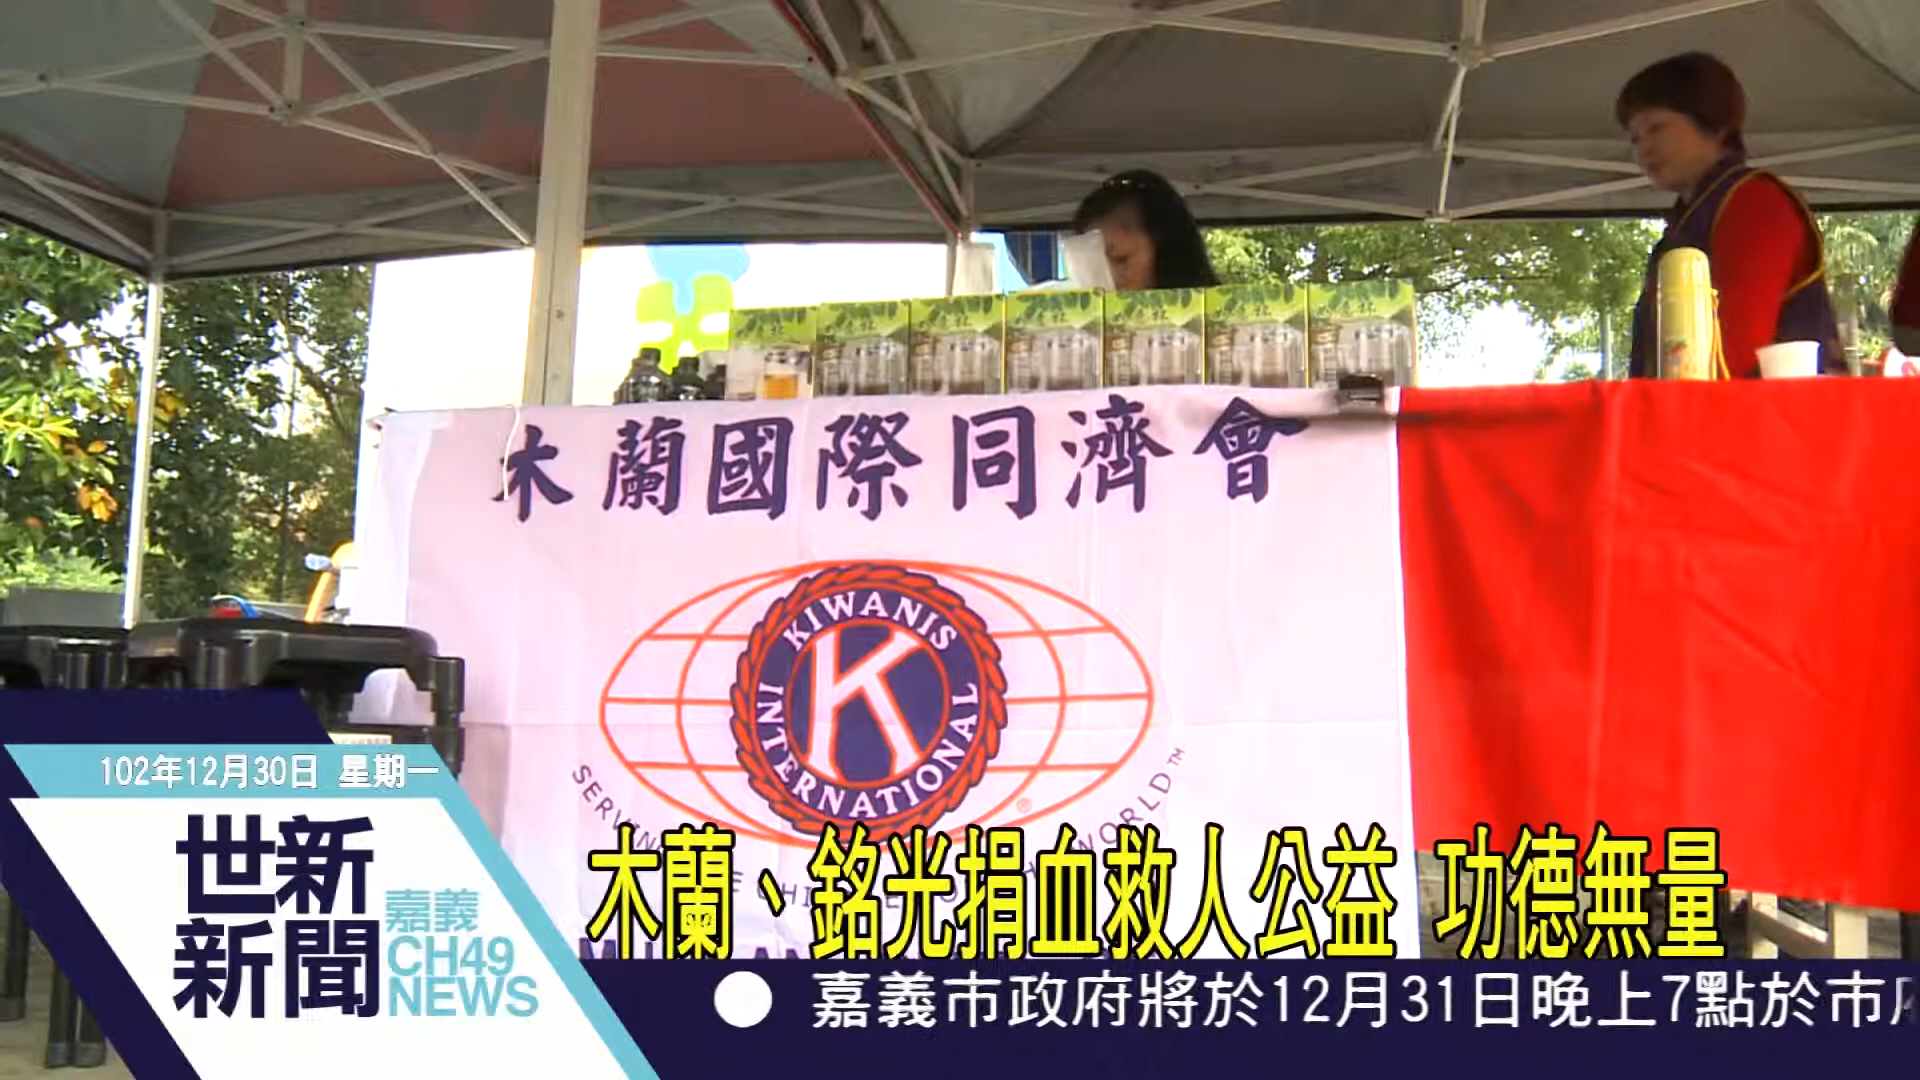 木蘭國際同濟會
KIWANIS
K
INTERNATIONAL
WORLD™
102年12月30日 星期一
世新
新聞
嘉義
CH49
NEWS
木蘭、銘光捐血救人公益 功德無量
嘉義市政府將於12月31日晚上7點於市